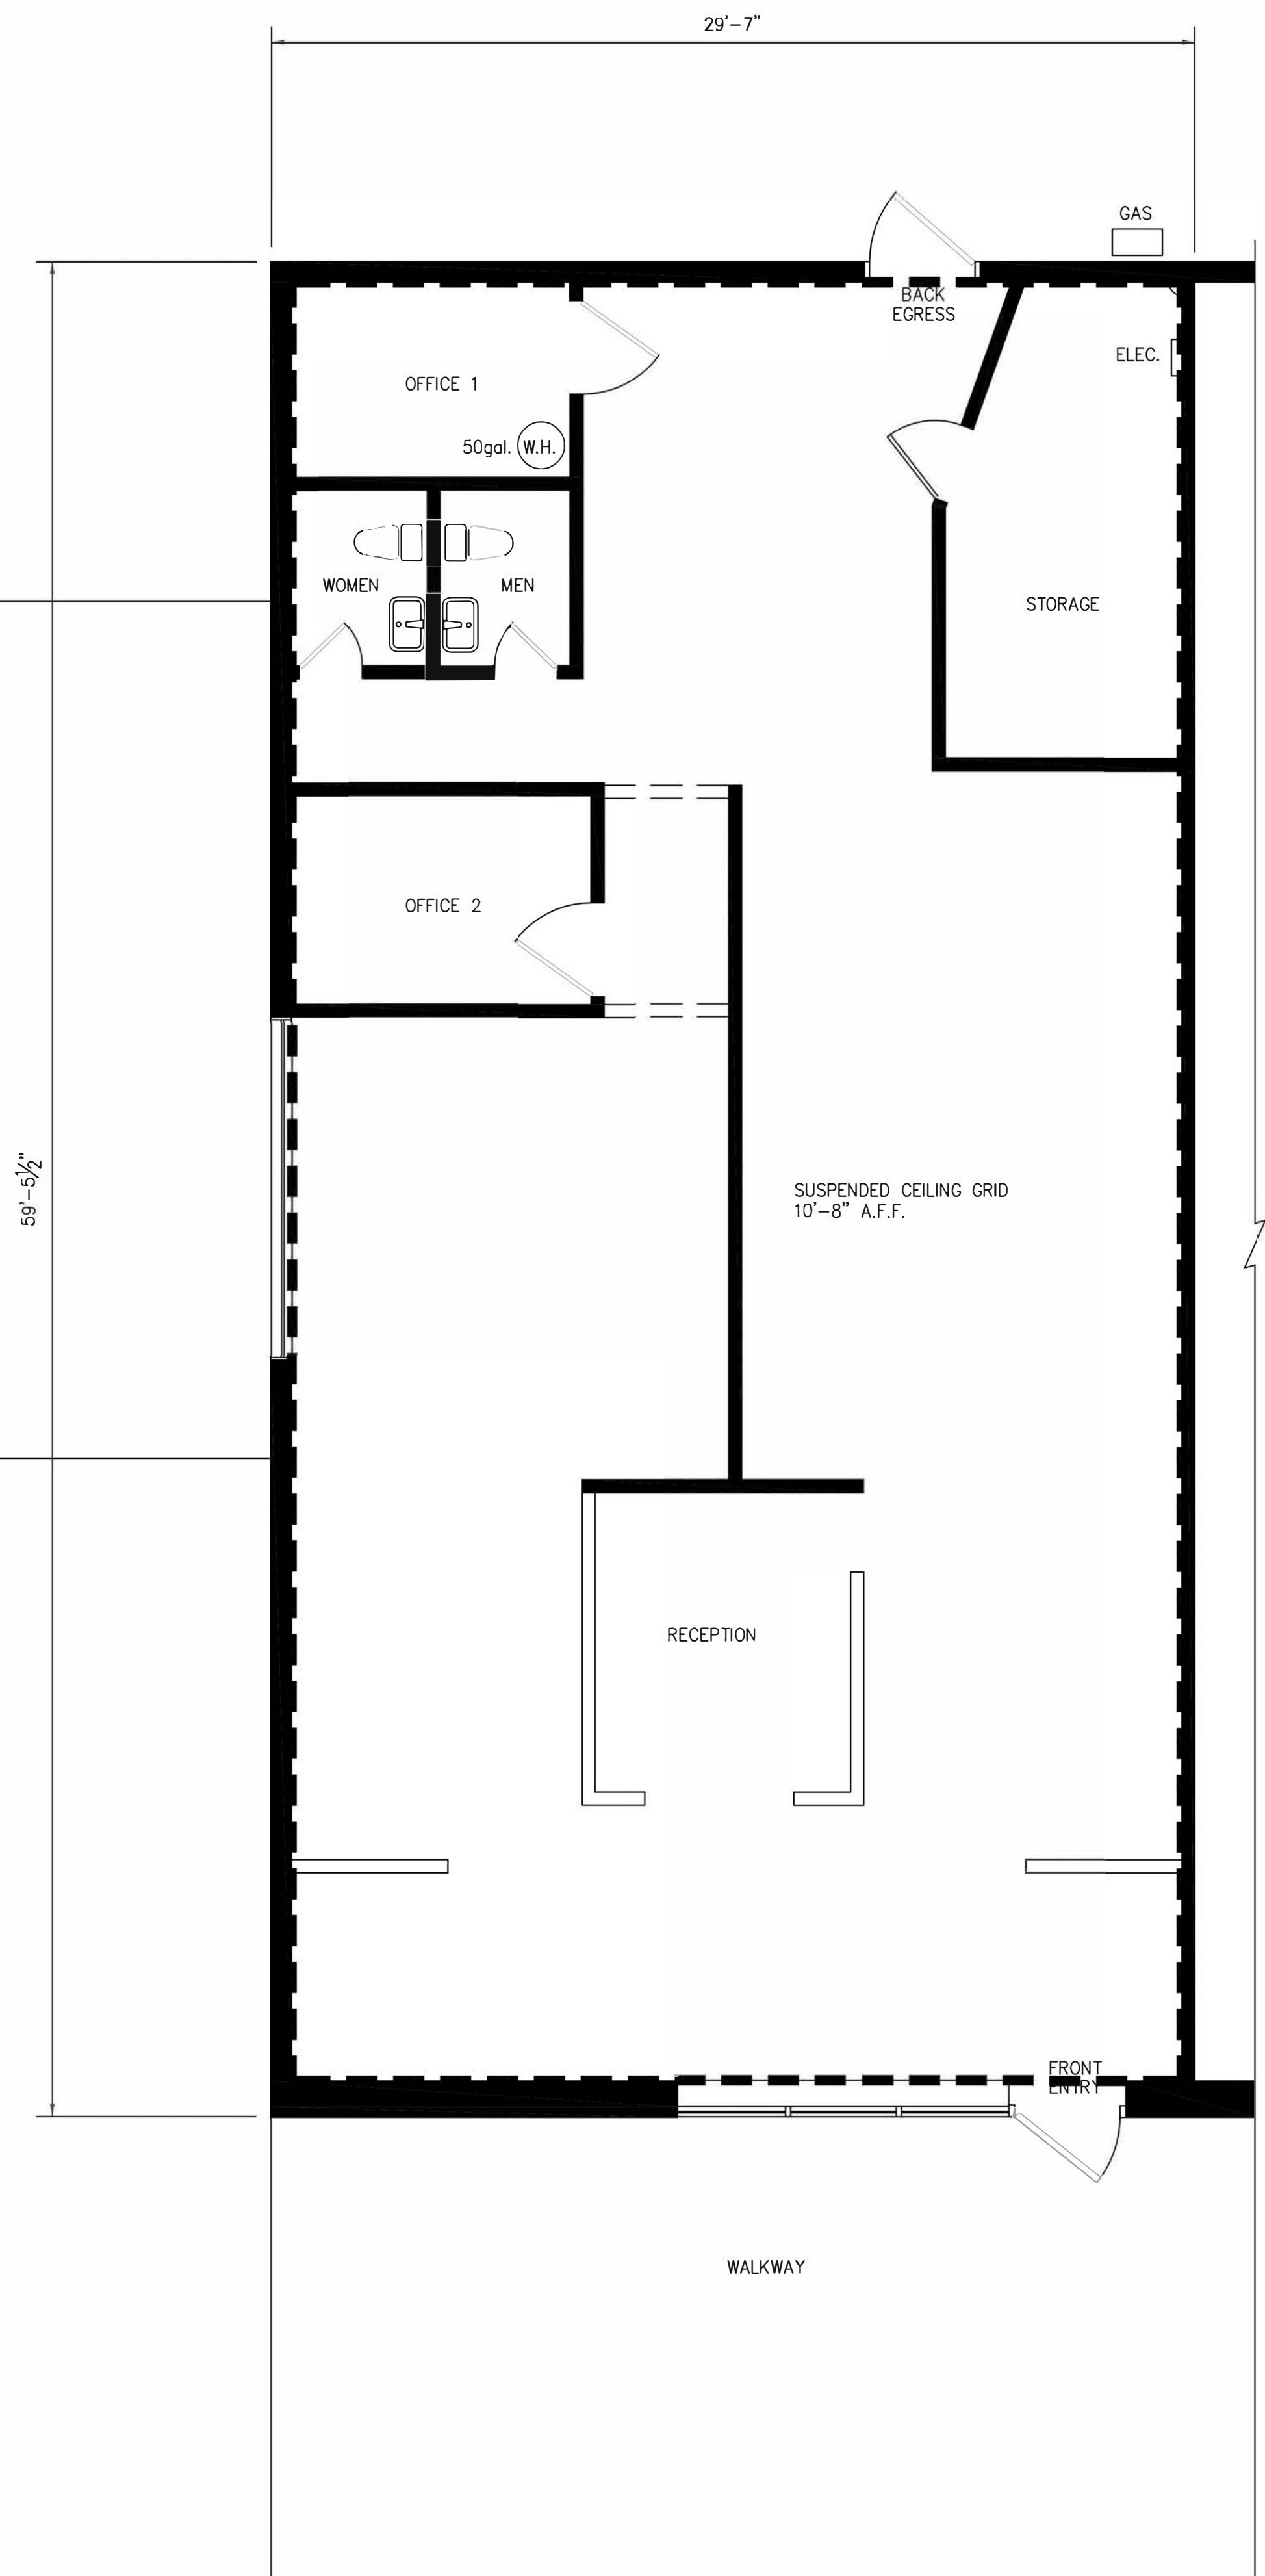 29'-7"
GAS
BACK
EGRESS
ELEC.
OFFICE 1
50gal. W.H.
WOMEN
MEN
STORAGE
OFFICE 2
59'-5½"
SUSPENDED CEILING GRID
10'-8" A.F.F.
RECEPTION
FRONT
ENTRY
WALKWAY